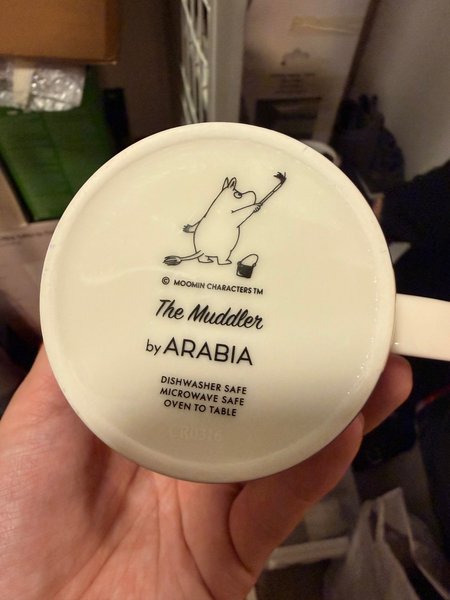 © MOOMIN CHARACTERS TM
The Muddler
by ARABIA
DISHWASHER SAFE
MICROWAVE SAFE
OVEN TO TABLE